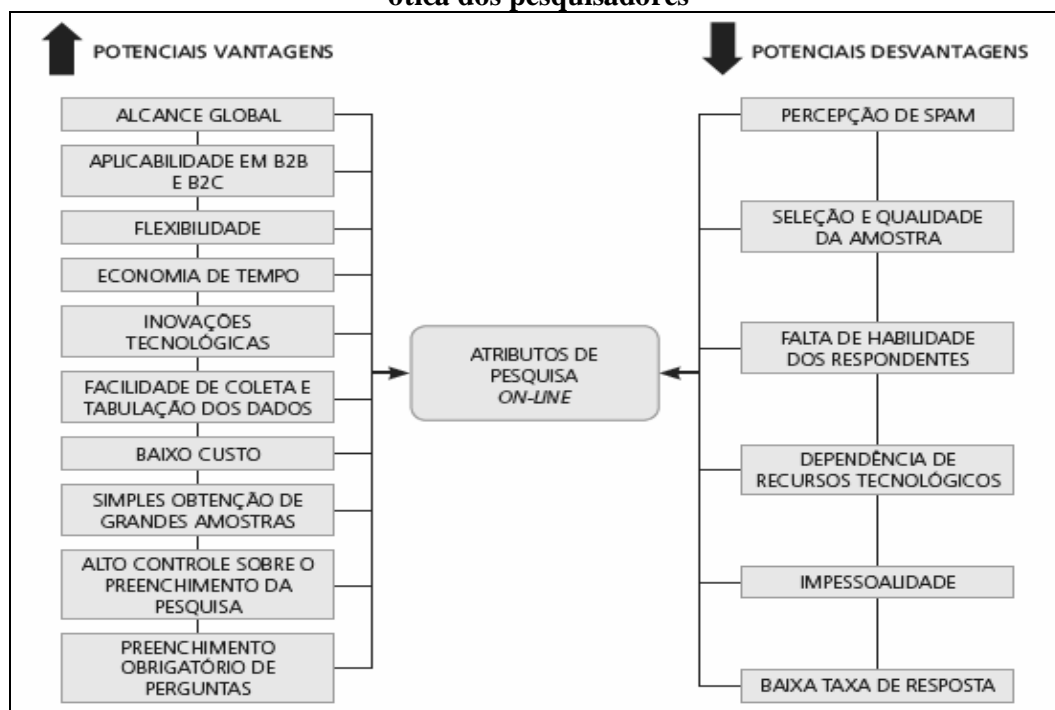 ótica dos pesquisadores
POTENCIAIS VANTAGENS
ALCANCE GLOBAL
APLICABILIDADE EM B2B
E B2C
FLEXIBILIDADE
ECONOMIA DE TEMPO
INOVAÇÕES
TECNOLÓGICAS
FACILIDADE DE COLETA E
TABULAÇÃO DOS DADOS
BAIXO CUSTO
SIMPLES OBTENÇÃO DE
GRANDES AMOSTRAS
ALTO CONTROLE SOBRE O
PREENCHIMENTO DA
PESQUISA
PREENCHIMENTO
OBRIGATÓRIO DE
PERGUNTAS
ATRIBUTOS DE
PESQUISA
ON-LINE
POTENCIAIS DESVANTAGENS
PERCEPÇÃO DE SPAM
SELEÇÃO E QUALIDADE
DA AMOSTRA
FALTA DE HABILIDADE
DOS RESPONDENTES
DEPENDÊNCIA DE
RECURSOS TECNOLÓGICOS
IMPESSOALIDADE
BAIXA TAXA DE RESPOSTA